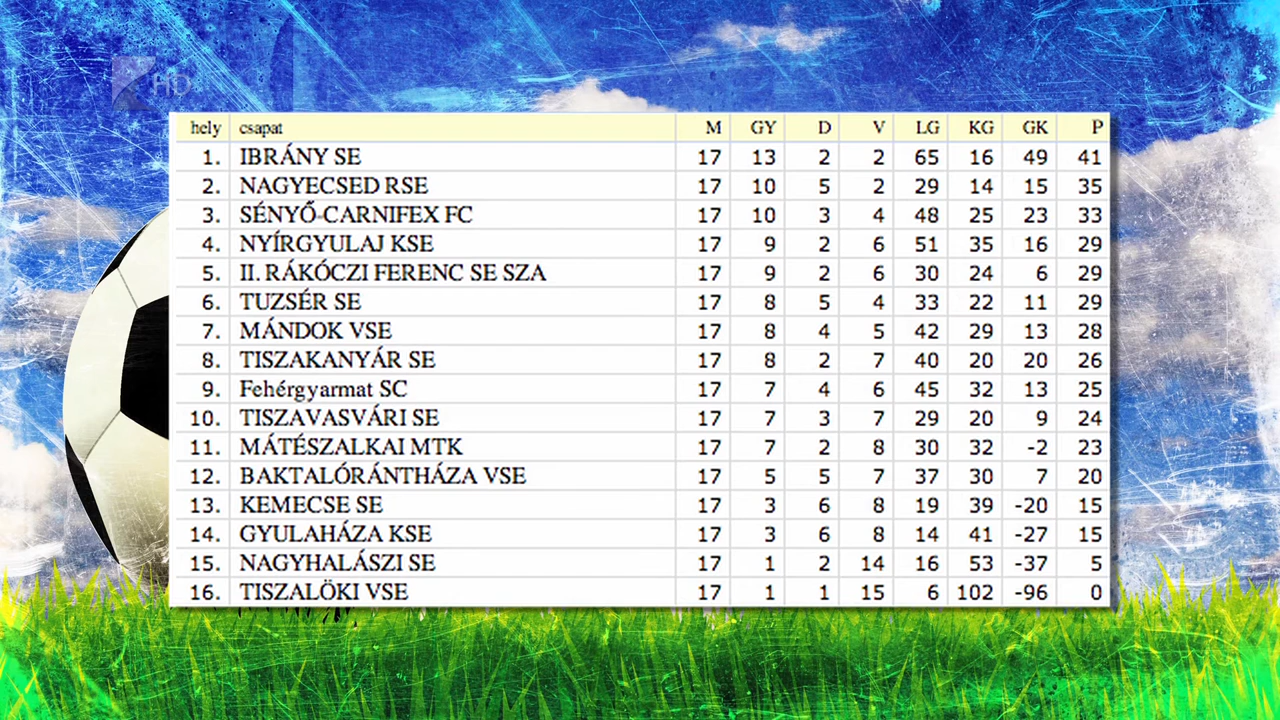 HD
hely csapat M GY D V LG KG GK P
1. IBRÁNY SE 17 13 2 2 65 16 49 41
2. NAGYECSED RSE 17 10 5 2 29 14 15 35
3. SÉNYŐ-CARNIFEX FC 17 10 3 4 48 25 23 33
4. NYÍRGYULAJ KSE 17 9 2 6 51 35 16 29
5. II. RÁKÓCZI FERENC SE SZA 17 9 2 6 30 24 6 29
6. TUZSÉR SE 17 8 5 4 33 22 11 29
7. MÁNDOK VSE 17 8 4 5 42 29 13 28
8. TISZAKANYÁR SE 17 8 2 7 40 20 20 26
9. Fehérgyarmat SC 17 7 4 6 45 32 13 25
10. TISZAVASVÁRI SE 17 7 3 7 29 20 9 24
11. MÁTÉSZALKAI MTK 17 7 2 8 30 32 -2 23
12. BAKTALÓRÁNTHÁZA VSE 17 5 5 7 37 30 7 20
13. KEMECSE SE 17 3 6 8 19 39 -20 15
14. GYULAHÁZA KSE 17 3 6 8 14 41 -27 15
15. NAGYHALÁSZI SE 17 1 2 14 16 53 -37 5
16. TISZALÖKI VSE 17 1 1 15 6 102 -96 0